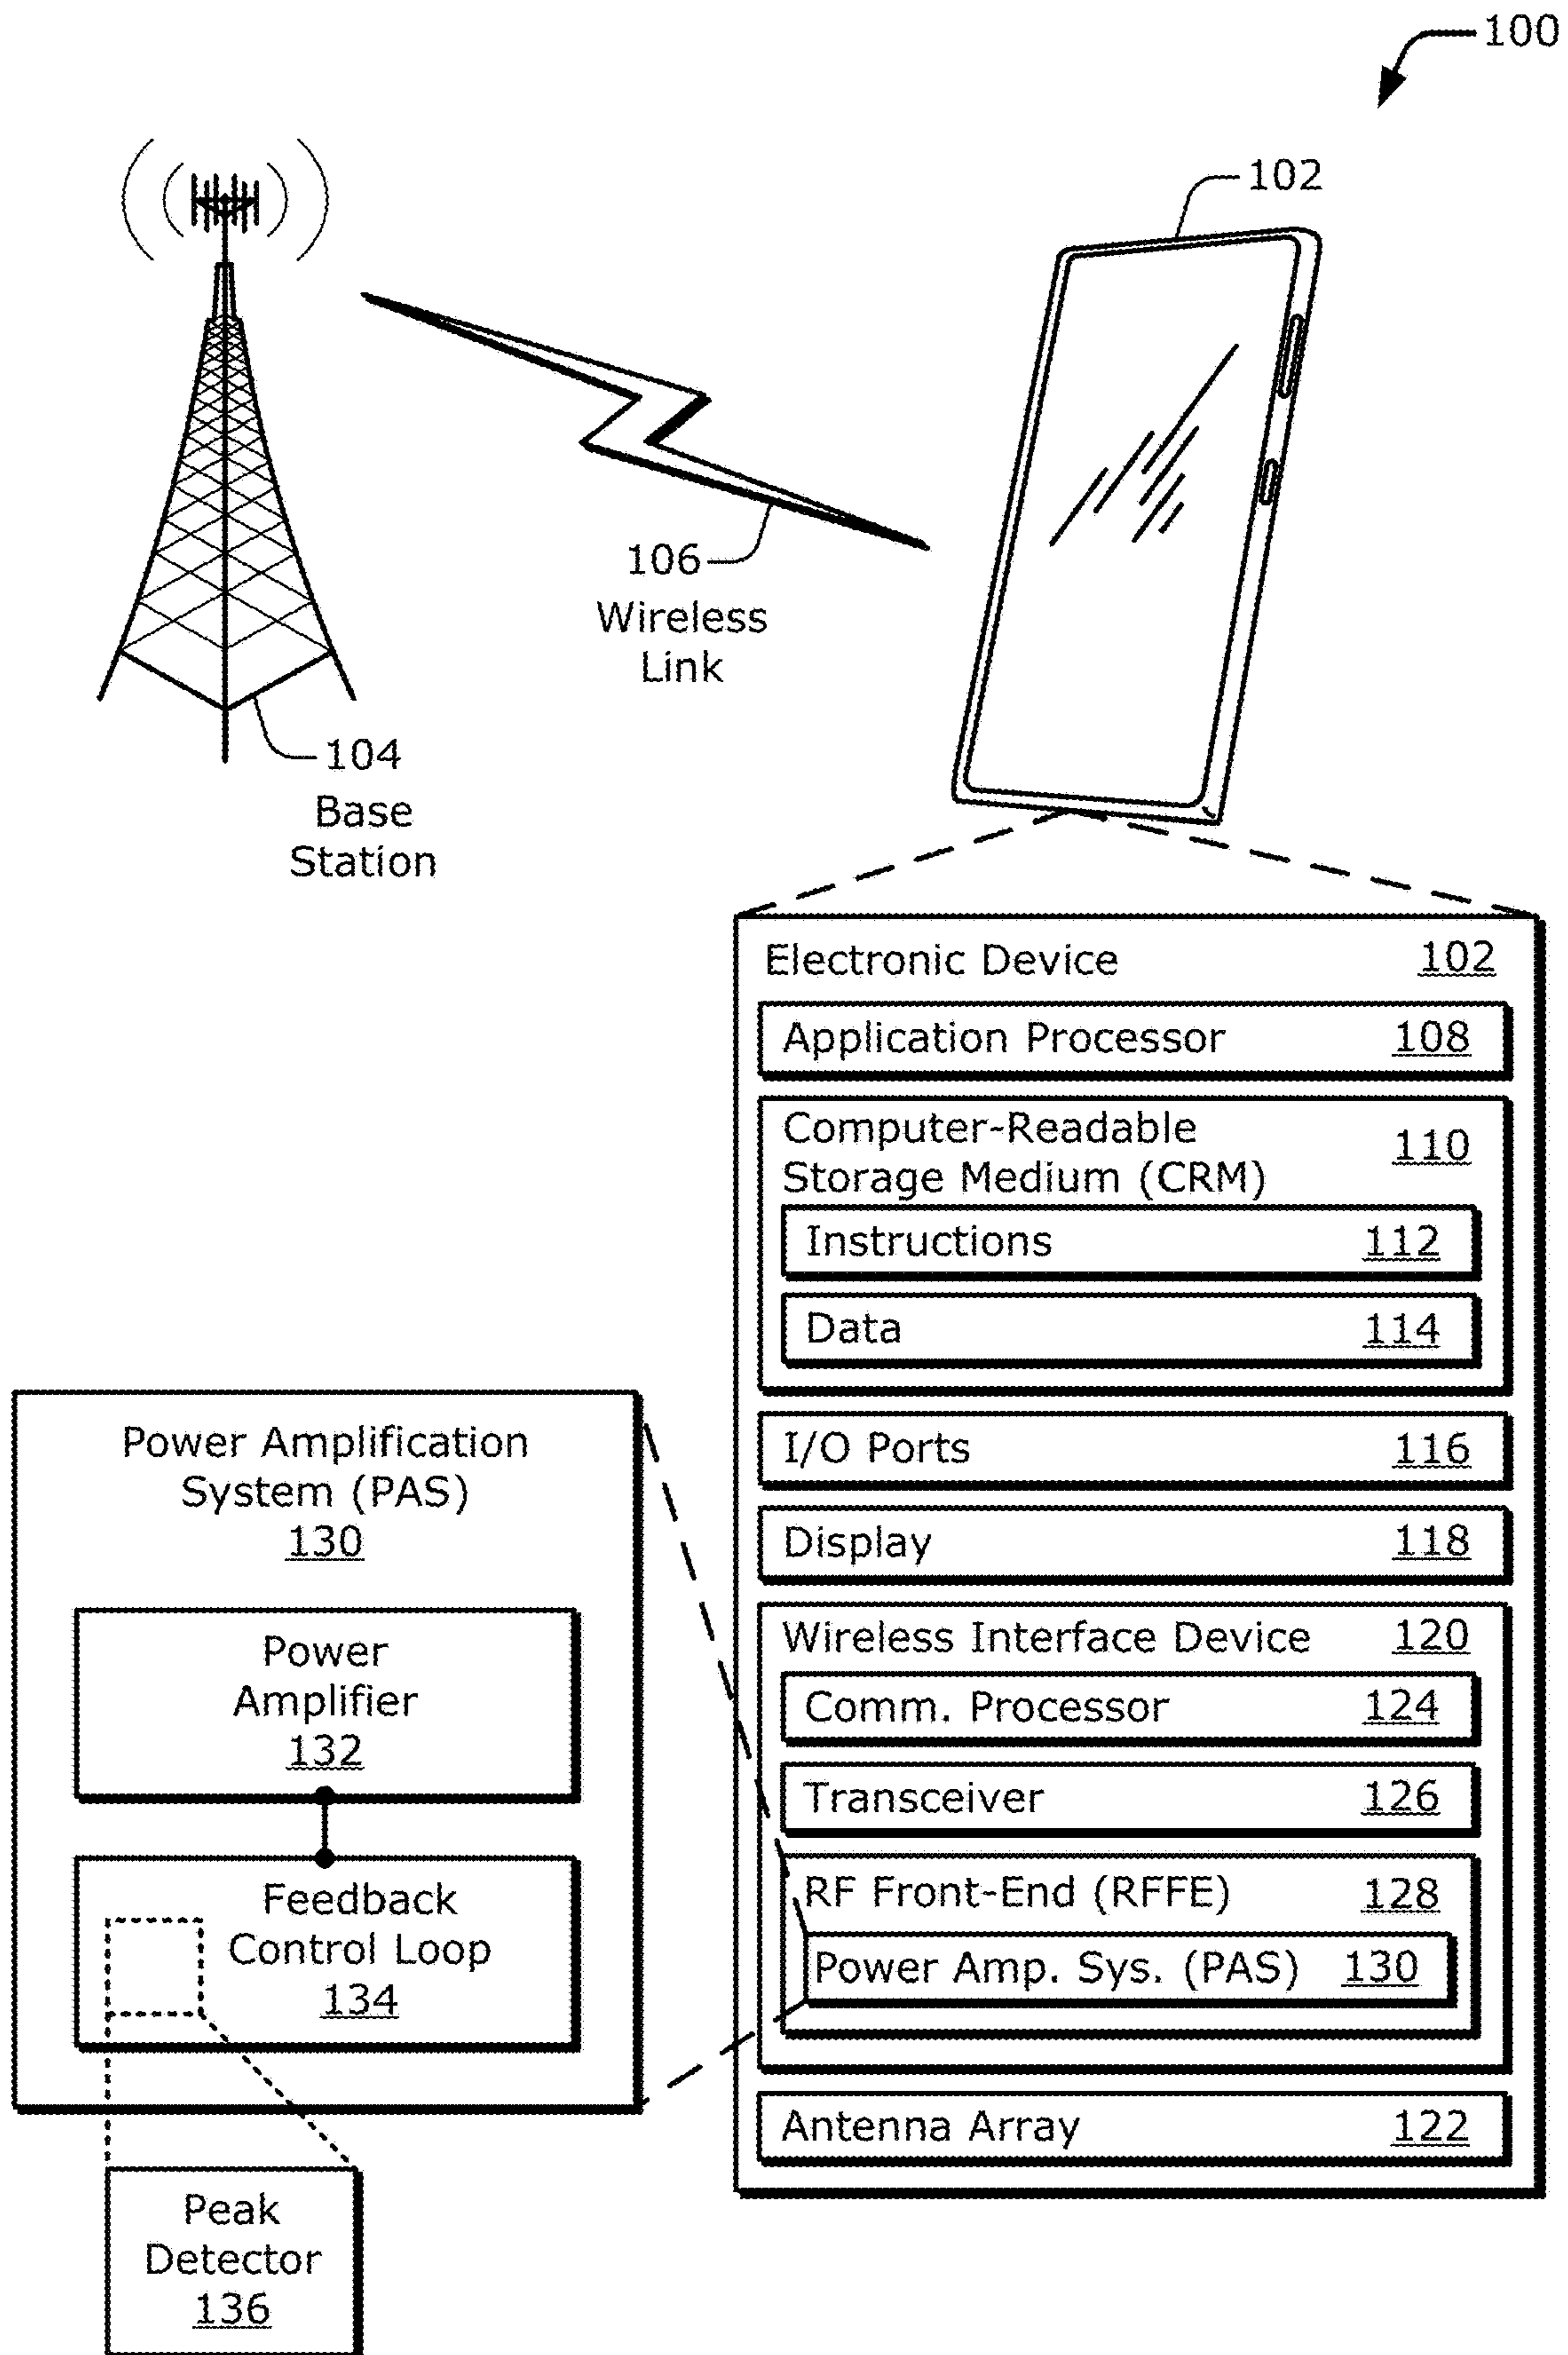 100
102
106
Wireless
Link
104
Base
Station
Electronic Device 102
Application Processor 108
Computer-Readable
Storage Medium (CRM) 110
Instructions 112
Data 114
I/O Ports 116
Display 118
Wireless Interface Device 120
Comm. Processor 124
Transceiver 126
RF Front-End (RFFE) 128
Power Amp. Sys. (PAS) 130
Antenna Array 122
Power Amplification
System (PAS)
130
Power
Amplifier
132
Feedback
Control Loop
134
Peak
Detector
136